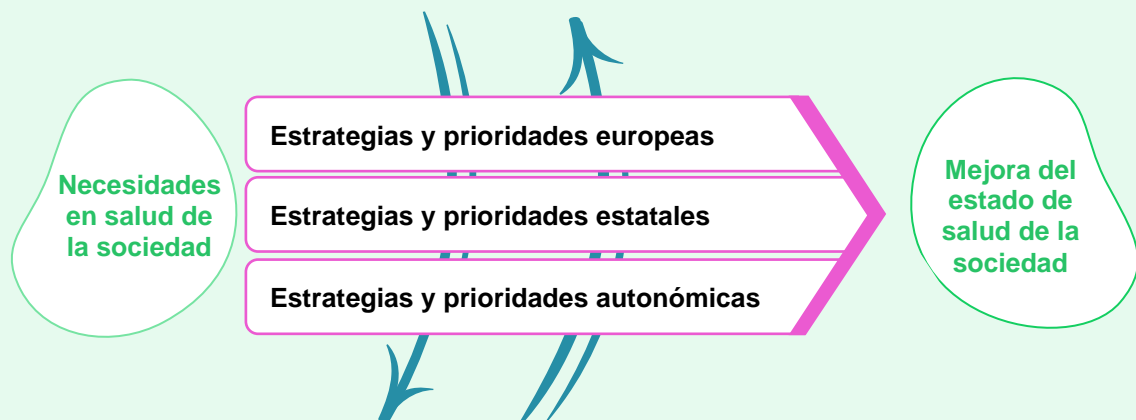 Necesidades
en salud de
la sociedad
Estrategias y prioridades europeas
Estrategias y prioridades estatales
Estrategias y prioridades autonómicas
Mejora del
estado de
salud de la
sociedad